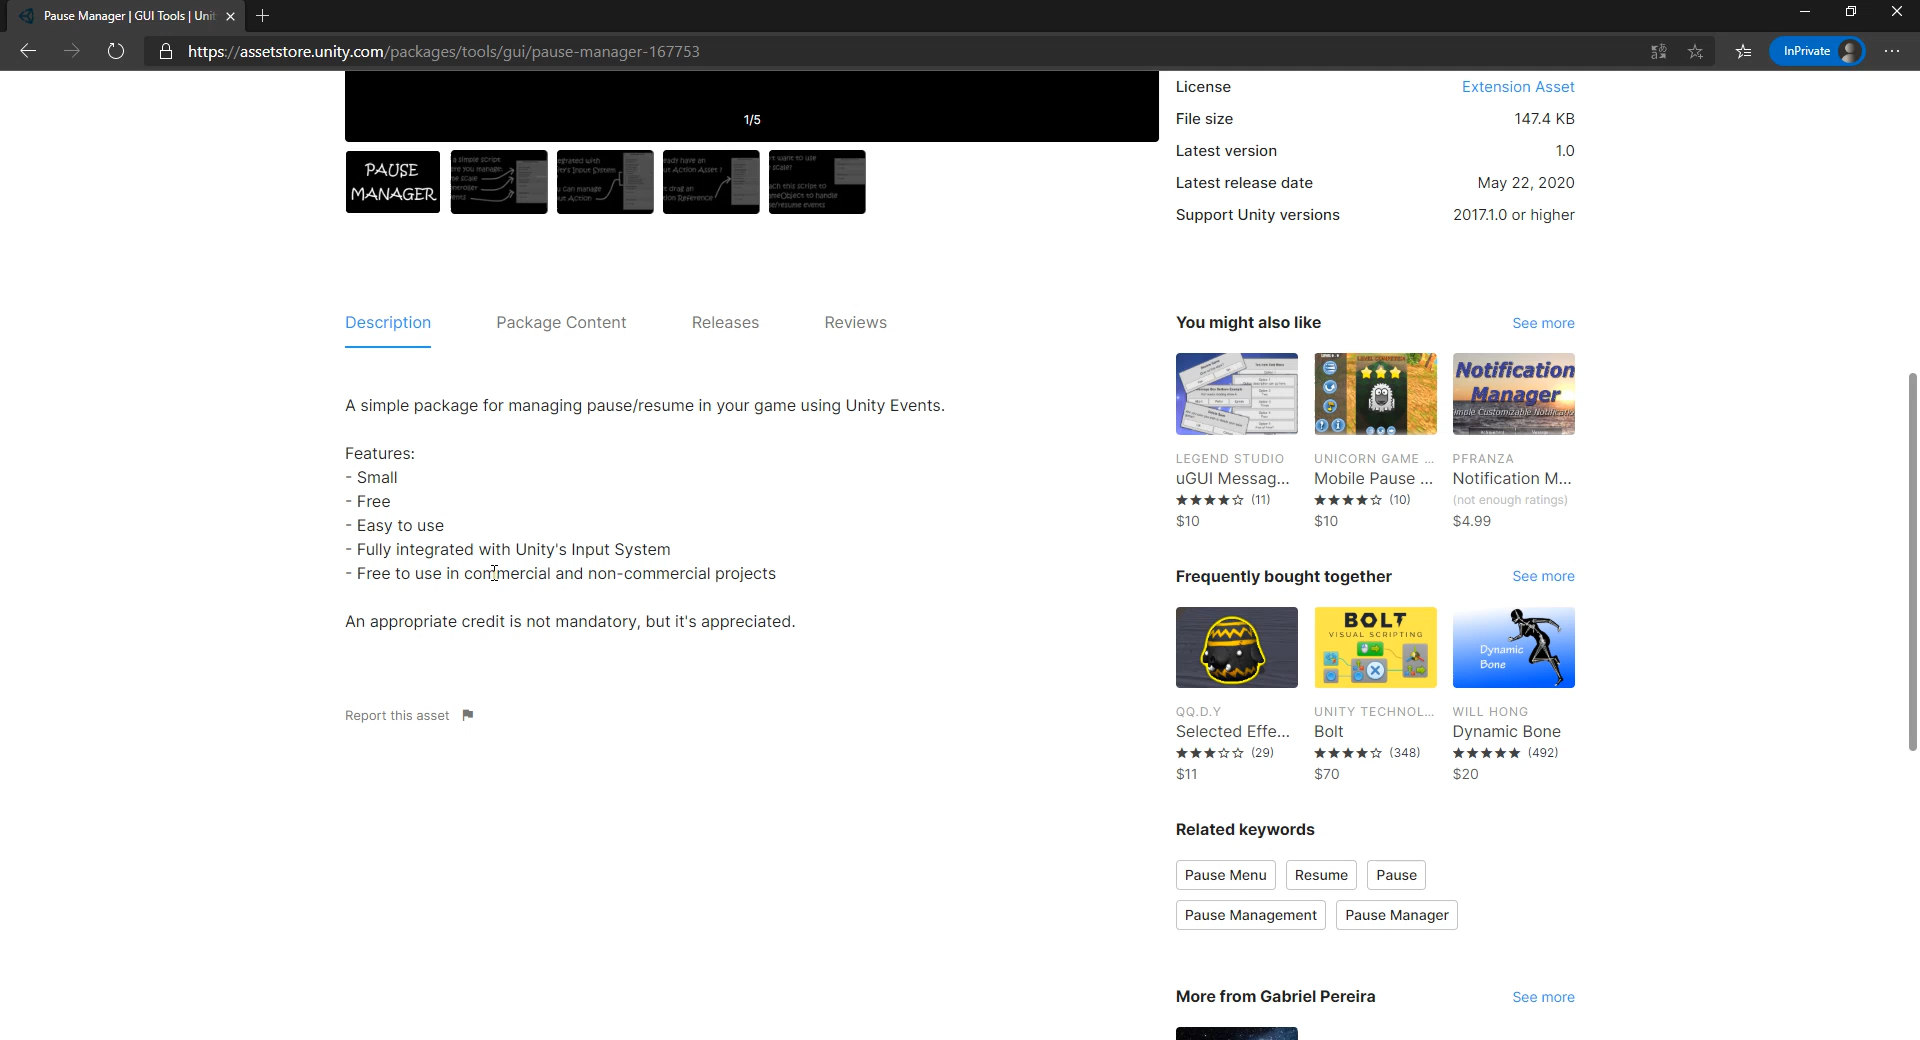 Pause Manager | GUI Tools | Unit
https://assetstore.unity.com/packages/tools/gui/pause-manager-167753
InPrivate
1/5
PAUSE
MANAGER
License
Extension Asset
File size
147.4 KB
Latest version
1.0
Latest release date
May 22, 2020
Support Unity versions
2017.1.0 or higher
Description
Package Content
Releases
Reviews
A simple package for managing pause/resume in your game using Unity Events.
Features:
- Small
- Free
- Easy to use
- Fully integrated with Unity's Input System
- Free to use in commercial and non-commercial projects
An appropriate credit is not mandatory, but it's appreciated.
Report this asset
You might also like
See more
Notification
Manager
LEGEND STUDIO
uGUI Messag...
(11)
$10
UNICORN GAME ...
Mobile Pause ...
(10)
$10
PFRANZA
Notification M...
(not enough ratings)
$4.99
Frequently bought together
See more
BOLT
VISUAL SCRIPTING
Dynamic
Bone
QQ.D.Y
Selected Effe...
(29)
$11
UNITY TECHNOL...
Bolt
(348)
$70
WILL HONG
Dynamic Bone
(492)
$20
Related keywords
Pause Menu
Resume
Pause
Pause Management
Pause Manager
More from Gabriel Pereira
See more